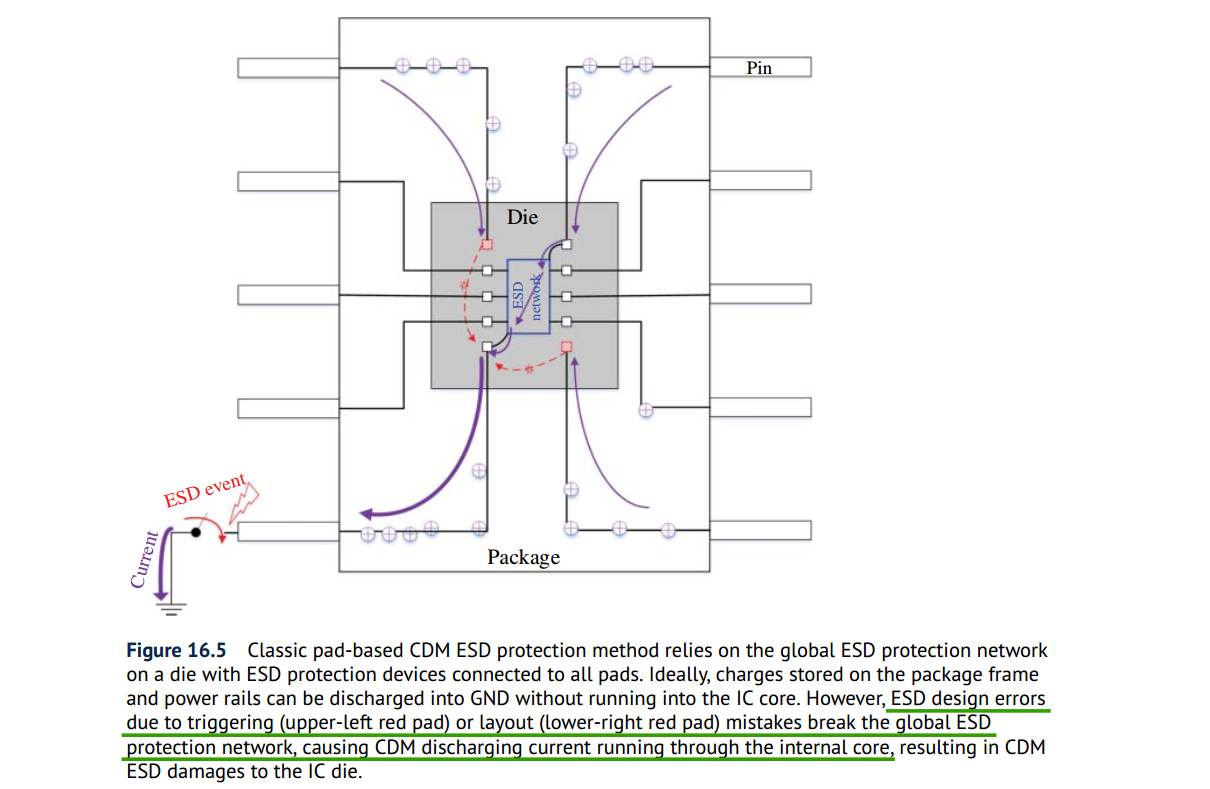 Pin
Die
ESD
network
ESD event
Current
Package
Figure 16.5 Classic pad-based CDM ESD protection method relies on the global ESD protection network
on a die with ESD protection devices connected to all pads. Ideally, charges stored on the package frame
and power rails can be discharged into GND without running into the IC core. However, ESD design errors
due to triggering (upper-left red pad) or layout (lower-right red pad) mistakes break the global ESD
protection network, causing CDM discharging current running through the internal core, resulting in CDM
ESD damages to the IC die.